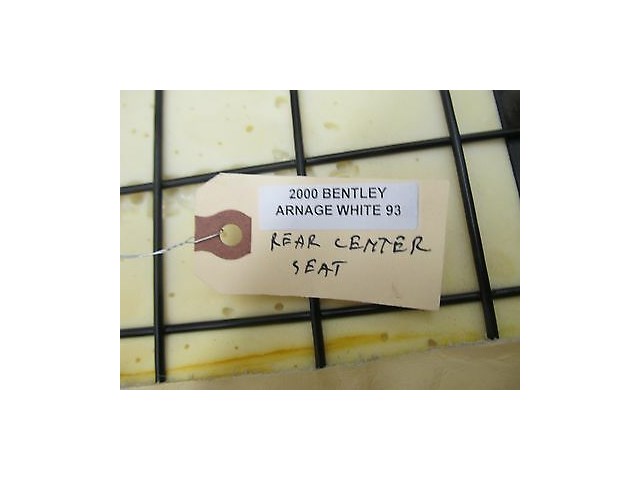 2000 BENTLEY
ARNAGE WHITE 93
REAR CENTER
SEAT